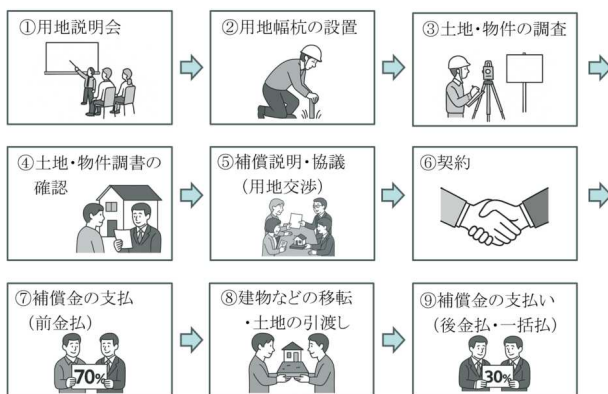 ①用地説明会
②用地幅杭の設置
③土地・物件の調査
④土地・物件調書の
確認
⑤補償説明・協議
(用地交渉)
⑥契約
⑦補償金の支払
(前金払)
70%
⑧建物などの移転
・土地の引渡し
⑨補償金の支払い
(後金払・一括払)
30%